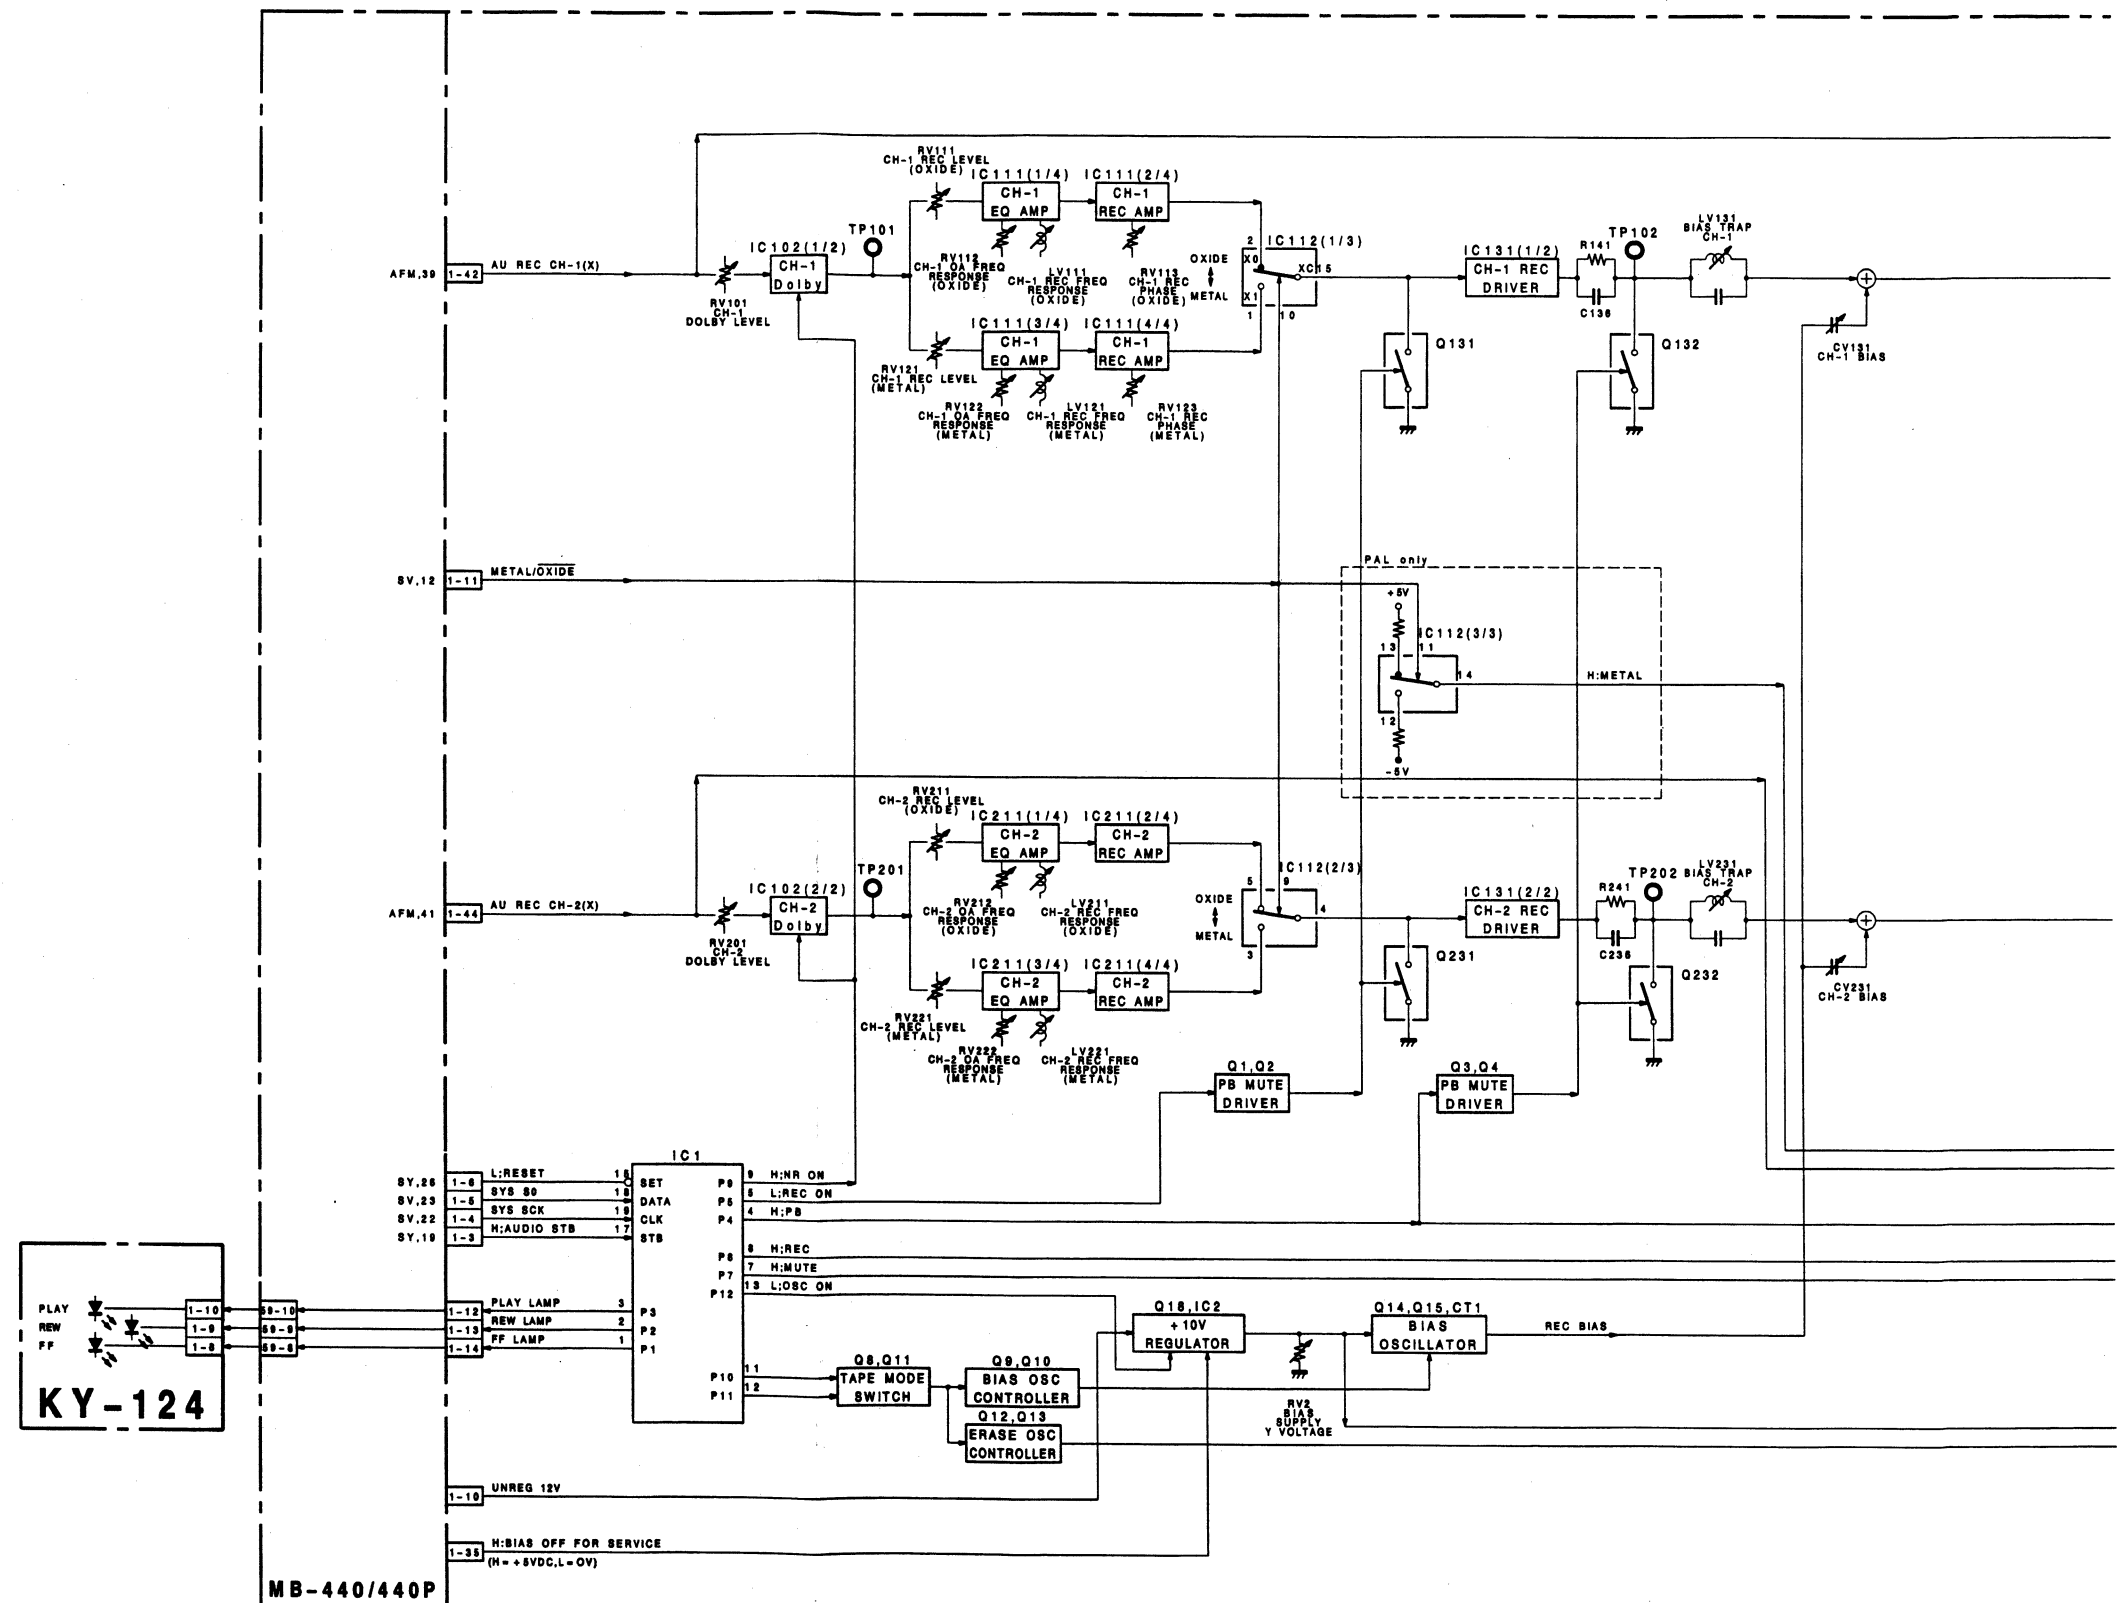 RV111
CH-1 REC LEVEL
(OXIDE)
IC111(1/4)
CH-1
EQ AMP
IC111(2/4)
CH-1
REC AMP
LV131
BIAS TRAP
CH-1
TP101
TP102
IC102(1/2)
CH-1
Dolby
AFM,39
1-42
AU REC CH-1(X)
RV101
CH-1
DOLBY LEVEL
RV112
CH-1 OA FREQ
RESPONSE
(OXIDE)
LV111
CH-1 REC FREQ
RESPONSE
(OXIDE)
RV113
CH-1 REC
PHASE
(OXIDE)
2
IC112(1/3)
OXIDE
X0
XC15
METAL
X1
1
10
IC131(1/2)
CH-1 REC
DRIVER
R141
C136
CV131
CH-1 BIAS
IC111(3/4)
CH-1
EQ AMP
IC111(4/4)
CH-1
REC AMP
RV121
CH-1 REC LEVEL
(METAL)
RV122
CH-1 OA FREQ
RESPONSE
(METAL)
LV121
CH-1 REC FREQ
RESPONSE
(METAL)
RV123
CH-1 REC
PHASE
(METAL)
Q131
Q132
SV,12
1-11
METAL/OXIDE
PAL only
+5V
IC112(3/3)
13
11
14
H:METAL
12
-5V
RV211
CH-2 REC LEVEL
(OXIDE)
IC211(1/4)
CH-2
EQ AMP
IC211(2/4)
CH-2
REC AMP
TP201
IC102(2/2)
CH-2
Dolby
AFM,41
1-44
AU REC CH-2(X)
RV201
CH-2
DOLBY LEVEL
RV212
CH-2 OA FREQ
RESPONSE
(OXIDE)
LV211
CH-2 REC FREQ
RESPONSE
(OXIDE)
IC112(2/3)
5
9
OXIDE
4
METAL
3
IC131(2/2)
CH-2 REC
DRIVER
TP202
LV231
BIAS TRAP
CH-2
R241
C236
CV231
CH-2 BIAS
IC211(3/4)
CH-2
EQ AMP
IC211(4/4)
CH-2
REC AMP
RV221
CH-2 REC LEVEL
(METAL)
RV222
CH-2 OA FREQ
RESPONSE
(METAL)
LV221
CH-2 REC FREQ
RESPONSE
(METAL)
Q231
Q232
Q1,Q2
PB MUTE
DRIVER
Q3,Q4
PB MUTE
DRIVER
IC1
SY,26
1-6
L;RESET
SET
SV,23
1-5
SYS S0
18
DATA
SV,22
1-4
SYS SCK
19
CLK
SY,19
1-3
H;AUDIO STB
17
STB
P9
9
H;NR ON
P5
5
L;REC ON
P4
4
H;PB
8
H;REC
P7
7
H;MUTE
P12
13
L;OSC ON
PLAY
1-10
59-10
1-12
PLAY LAMP
3
P3
REW
1-9
59-9
1-13
REW LAMP
2
P2
FF
1-8
59-8
1-14
FF LAMP
1
P1
KY-124
P10
11
P11
12
Q8,Q11
TAPE MODE
SWITCH
Q9,Q10
BIAS OSC
CONTROLLER
Q12,Q13
ERASE OSC
CONTROLLER
Q18,IC2
+10V
REGULATOR
RV2
BIAS
SUPPLY
Y VOLTAGE
Q14,Q15,CT1
BIAS
OSCILLATOR
REC BIAS
1-10
UNREG 12V
1-35
H:BIAS OFF FOR SERVICE
(H=+5VDC,L=0V)
MB-440/440P